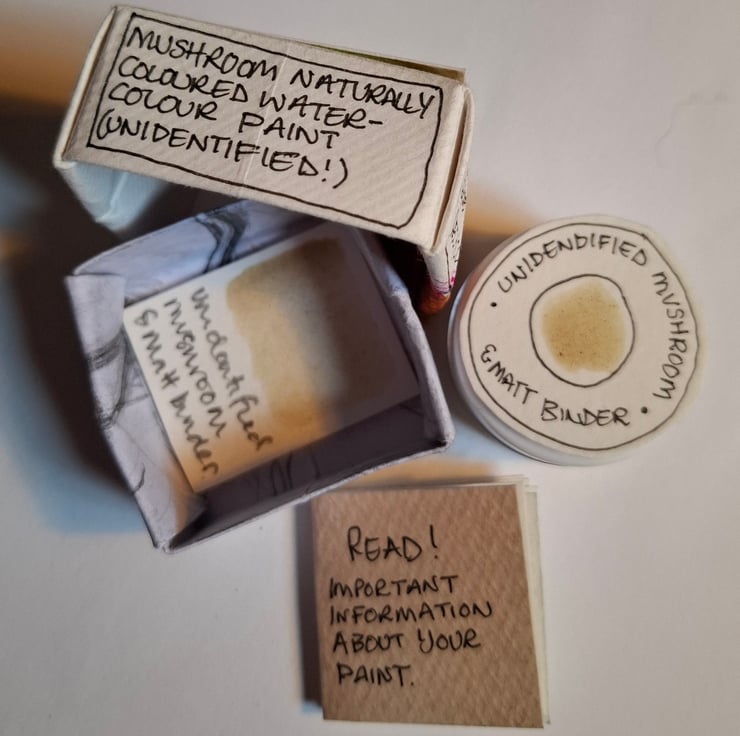 MUSHROOM NATURALLY
COLOURED WATER-
COLOUR PAINT
(UNIDENTIFIED!)
unidentified
mushroom
& matt binder.
• UNIDENDIFIED MUSHROOM •
& MATT BINDER
READ!
IMPORTANT
INFORMATION
ABOUT YOUR
PAINT.